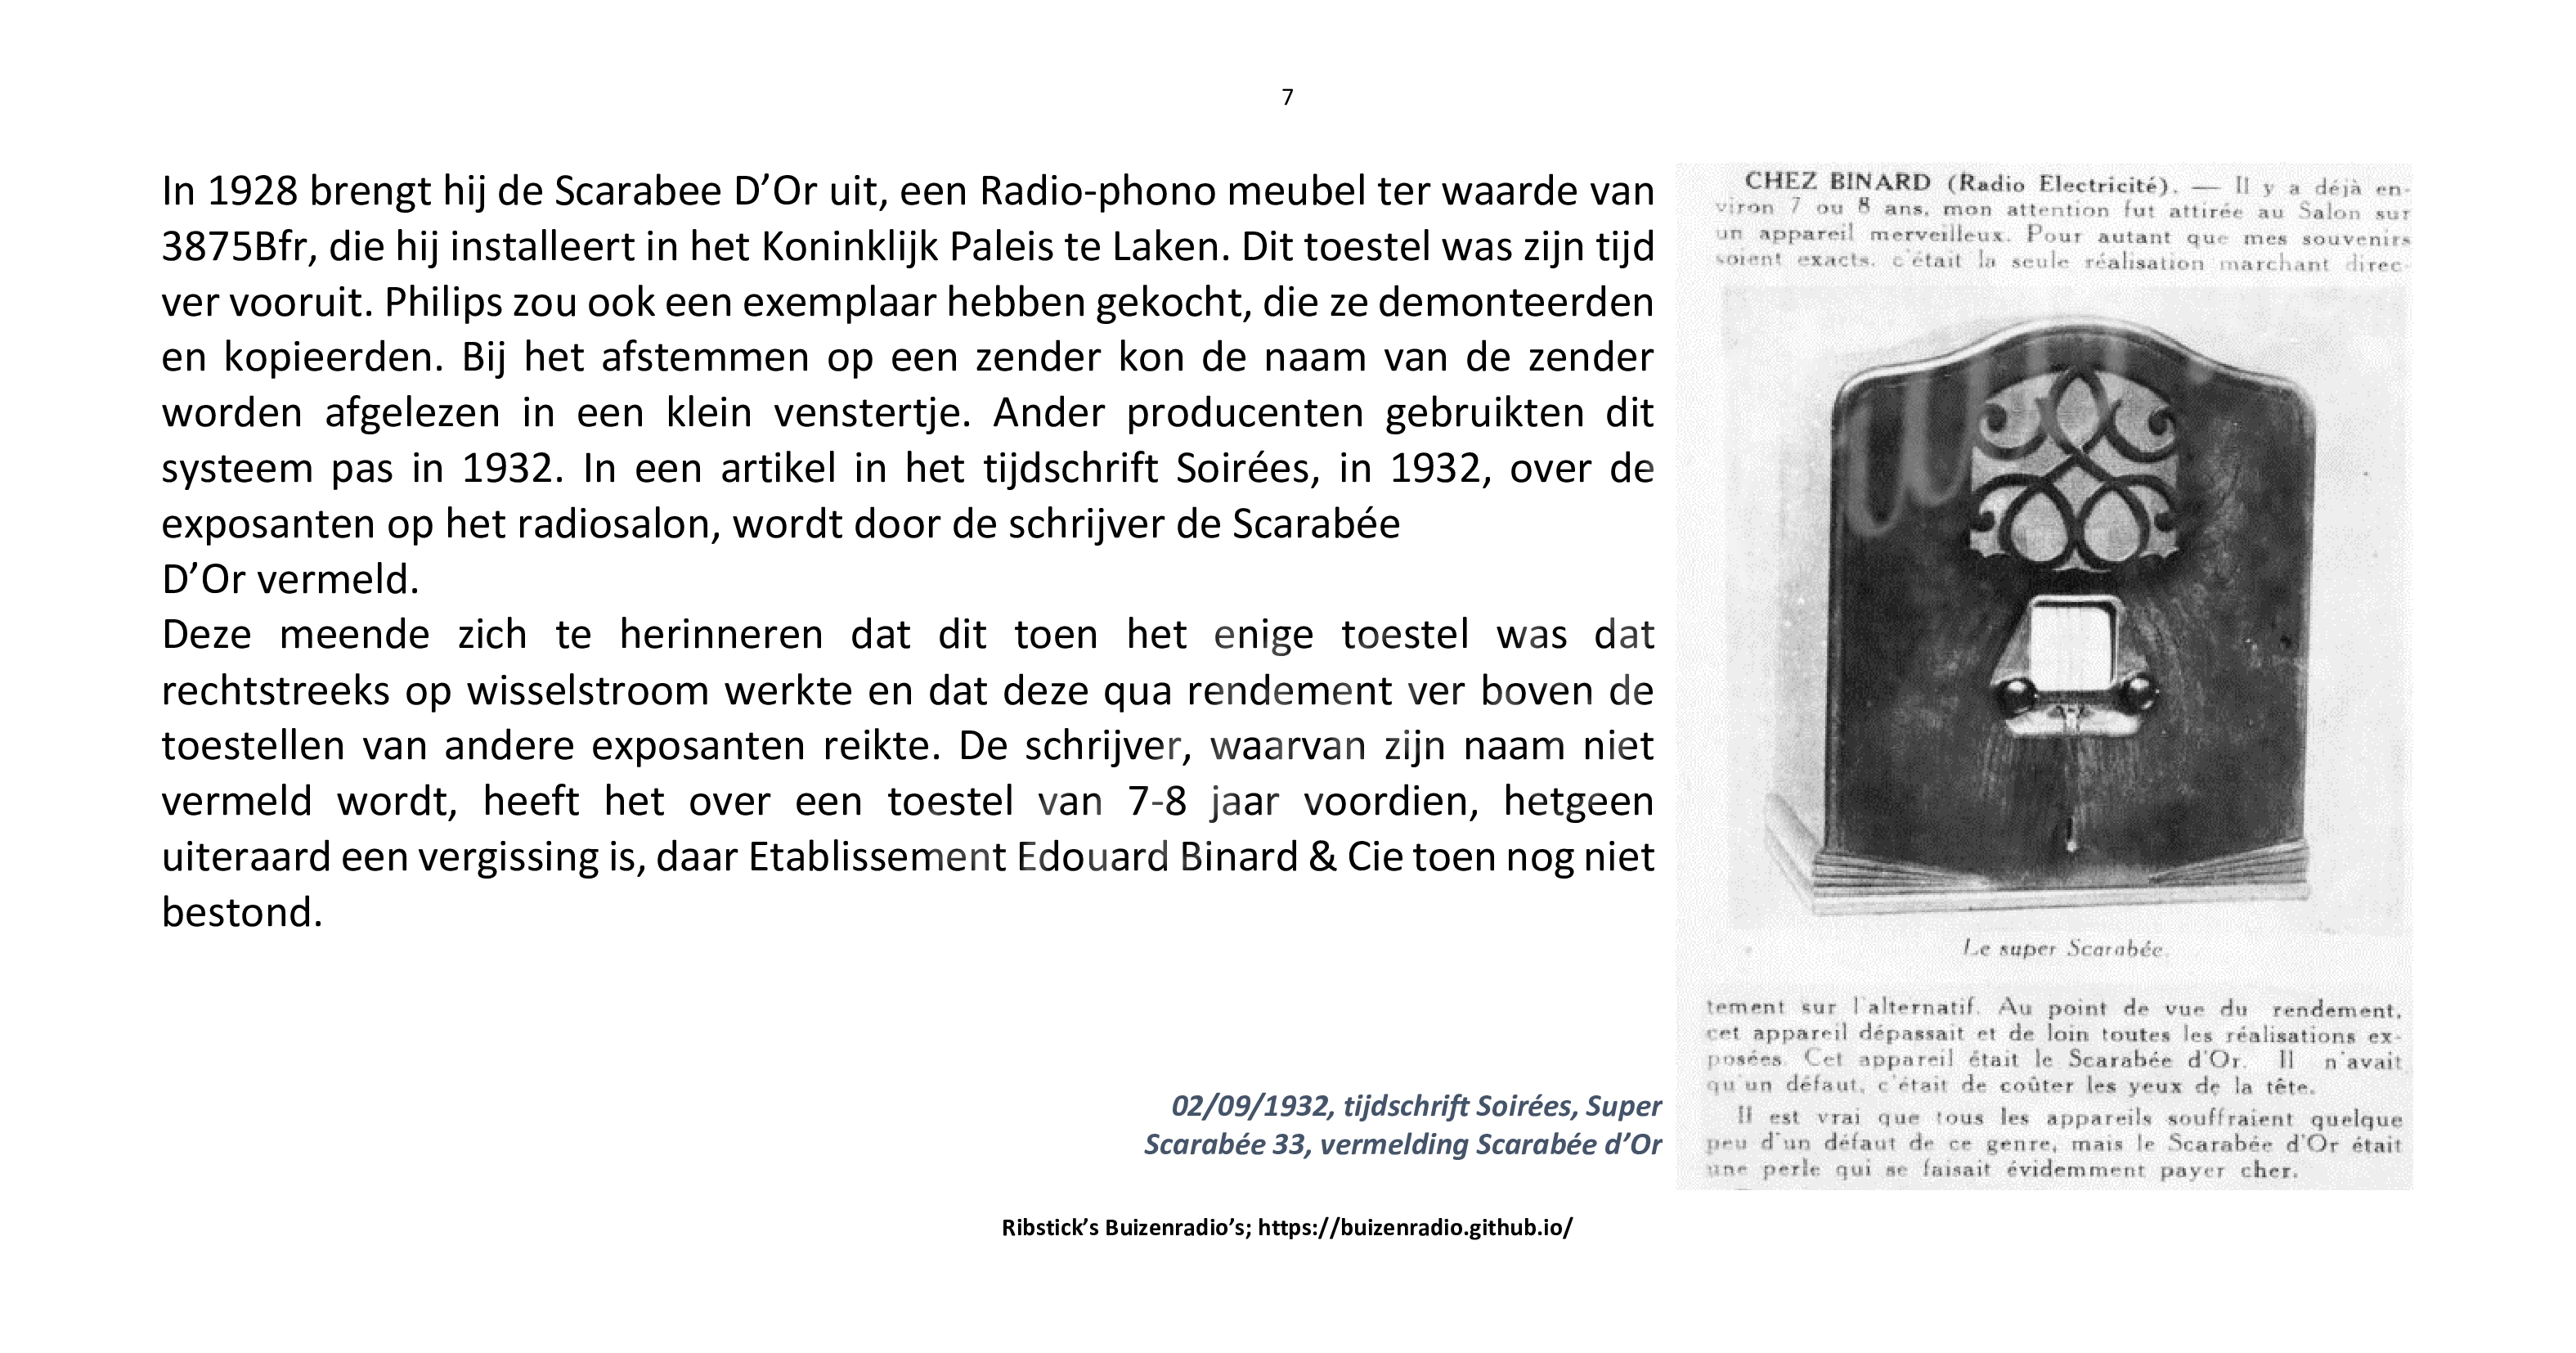 7
In 1928 brengt hij de Scarabee D’Or uit, een Radio-phono meubel ter waarde van
3875Bfr, die hij installeert in het Koninklijk Paleis te Laken. Dit toestel was zijn tijd
ver vooruit. Philips zou ook een exemplaar hebben gekocht, die ze demonteerden
en kopieerden. Bij het afstemmen op een zender kon de naam van de zender
worden afgelezen in een klein venstertje. Ander producenten gebruikten dit
systeem pas in 1932. In een artikel in het tijdschrift Soirées, in 1932, over de
exposanten op het radiosalon, wordt door de schrijver de Scarabée
D’Or vermeld.
Deze meende zich te herinneren dat dit toen het enige toestel was dat
rechtstreeks op wisselstroom werkte en dat deze qua rendement ver boven de
toestellen van andere exposanten reikte. De schrijver, waarvan zijn naam niet
vermeld wordt, heeft het over een toestel van 7-8 jaar voordien, hetgeen
uiteraard een vergissing is, daar Etablissement Edouard Binard & Cie toen nog niet
bestond.
02/09/1932, tijdschrift Soirées, Super
Scarabée 33, vermelding Scarabée d’Or
CHEZ BINARD (Radio Electricité). — Il y a déjà en-
viron 7 ou 8 ans, mon attention fut attirée au Salon sur
un appareil merveilleux. Pour autant que mes souvenirs
soient exacts, c'était la seule réalisation marchant direc-
Le super Scarabée.
tement sur l'alternatif. Au point de vue du rendement,
cet appareil dépassait et de loin toutes les réalisations ex-
posées. Cet appareil était le Scarabée d'Or. Il n'avait
qu'un défaut, c'était de coûter les yeux de la tête.
Il est vrai que tous les appareils souffraient quelque
peu d'un défaut de ce genre, mais le Scarabée d'Or était
une perle qui se faisait évidemment payer cher.
Ribstick’s Buizenradio’s; https://buizenradio.github.io/